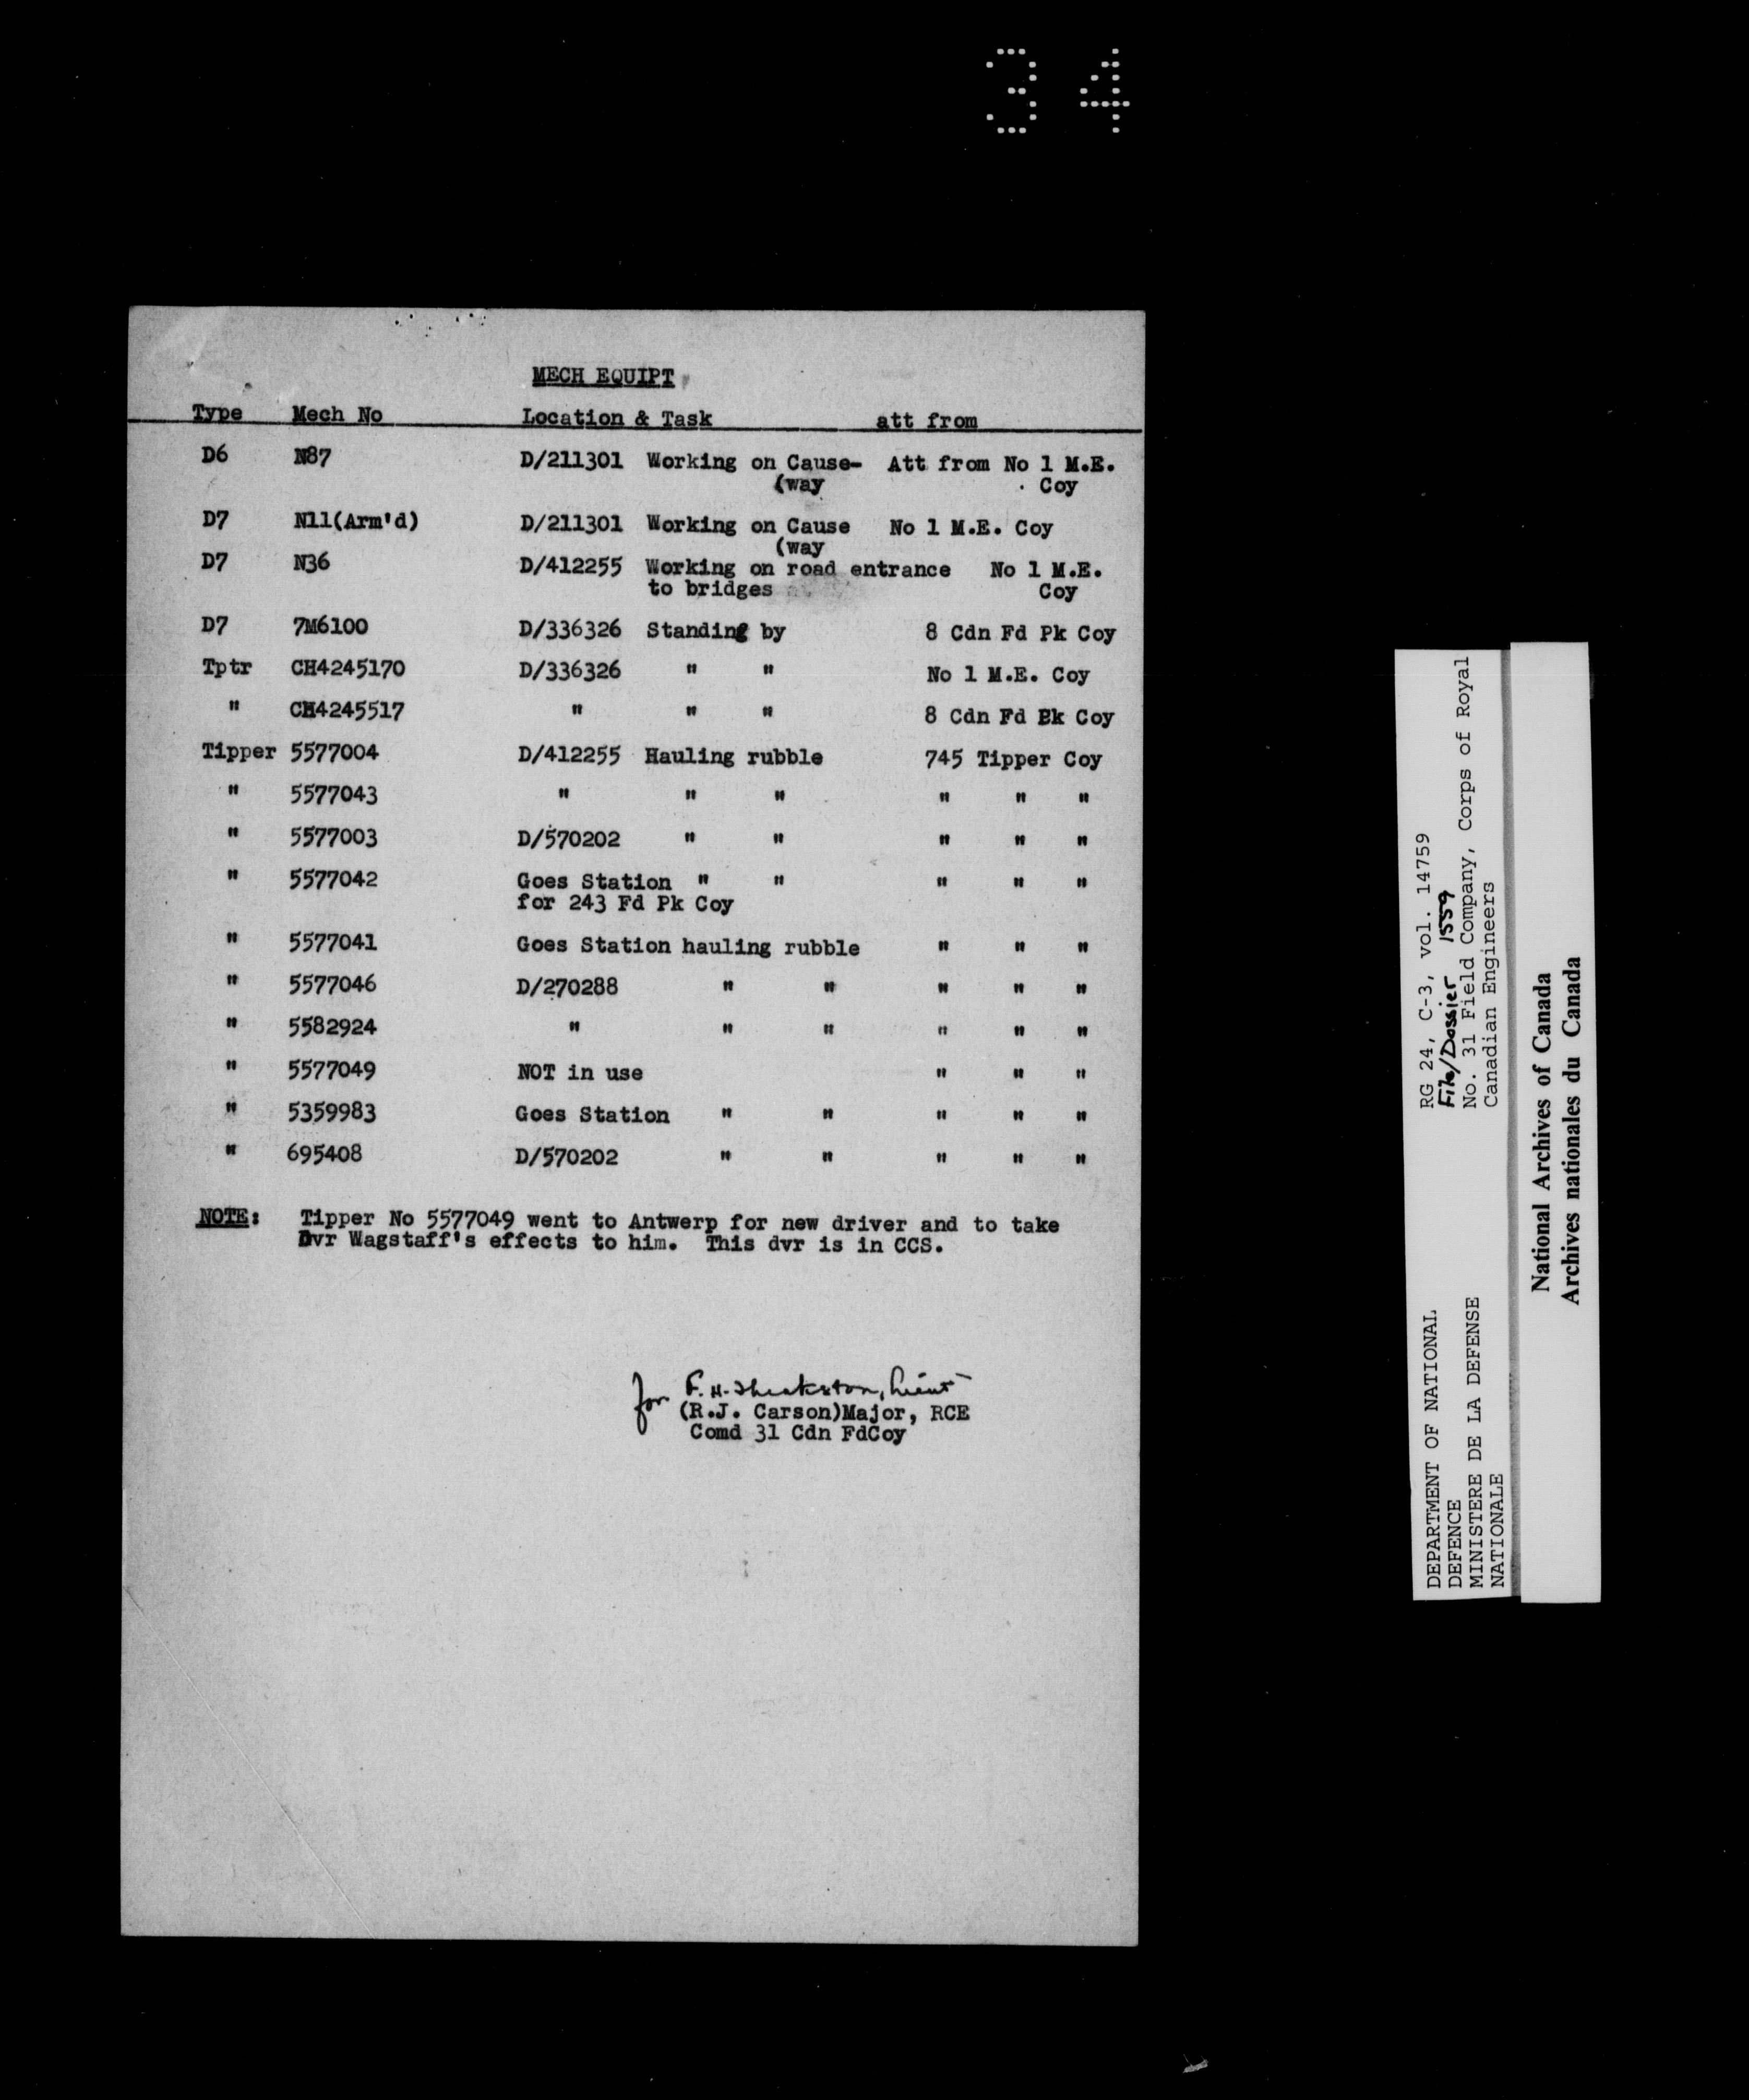 34
MECH EQUIPT
Type Mech No Location & Task att from
D6 N87 D/211301 Working on Cause- Att from No 1 M.E.
(way . Coy
D7 N11(Arm'd) D/211301 Working on Cause No 1 M.E. Coy
(way
D7 N36 D/412255 Working on road entrance No 1 M.E.
to bridges Coy
D7 7M6100 D/336326 Standing by 8 Cdn Fd Pk Coy
Tptr CH4245170 D/336326 " " No 1 M.E. Coy
" CH4245517 " " " 8 Cdn Fd Pk Coy
Tipper 5577004 D/412255 Hauling rubble 745 Tipper Coy
" 5577043 " " " " " "
" 5577003 D/570202 " " " " "
" 5577042 Goes Station " " " " "
for 243 Fd Pk Coy
" 5577041 Goes Station hauling rubble " " "
" 5577046 D/270288 " " " " "
" 5582924 " " " " " "
" 5577049 NOT in use " " "
" 5359983 Goes Station " " " " "
" 695408 D/570202 " " " " "
NOTE: Tipper No 5577049 went to Antwerp for new driver and to take
Dvr Wagstaff's effects to him. This dvr is in CCS.
for F. H. Theakston, Lieut
(R.J. Carson)Major, RCE
Comd 31 Cdn FdCoy
DEPARTMENT OF NATIONAL
DEFENCE
MINISTERE DE LA DEFENSE
NATIONALE
RG 24, C-3, vol. 14759
File/Dossier 1559
No. 31 Field Company, Corps of Royal
Canadian Engineers
National Archives of Canada
Archives nationales du Canada